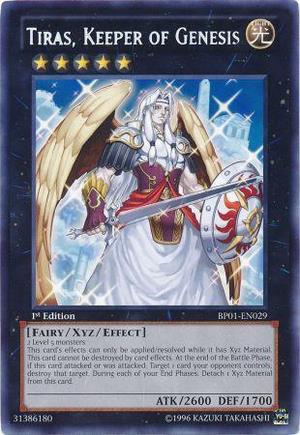 TIRAS, KEEPER OF GENESIS
光
1st Edition
BP01-EN029
[FAIRY/XYZ/EFFECT]
2 Level 5 monsters
This card's effects can only be applied/resolved while it has Xyz Material.
This card cannot be destroyed by card effects. At the end of the Battle Phase,
if this card attacked or was attacked: Target 1 card your opponent controls;
destroy that target. During each of your End Phases: Detach 1 Xyz Material
from this card.
ATK/2600 DEF/1700
31386180
©1996 KAZUKI TAKAHASHI